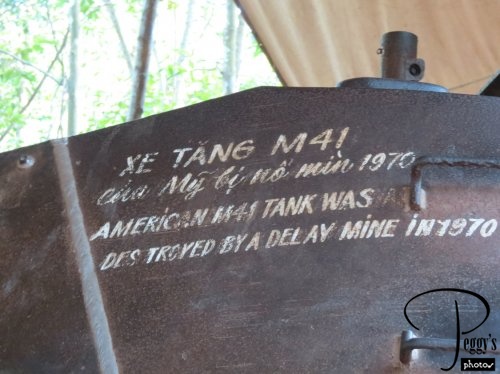 XE TĂNG M41
của Mỹ bị nổ mìn 1970
AMERICAN M41 TANK WAS
DESTROYED BY A DELAY MINE IN 1970
Peggy's
photos